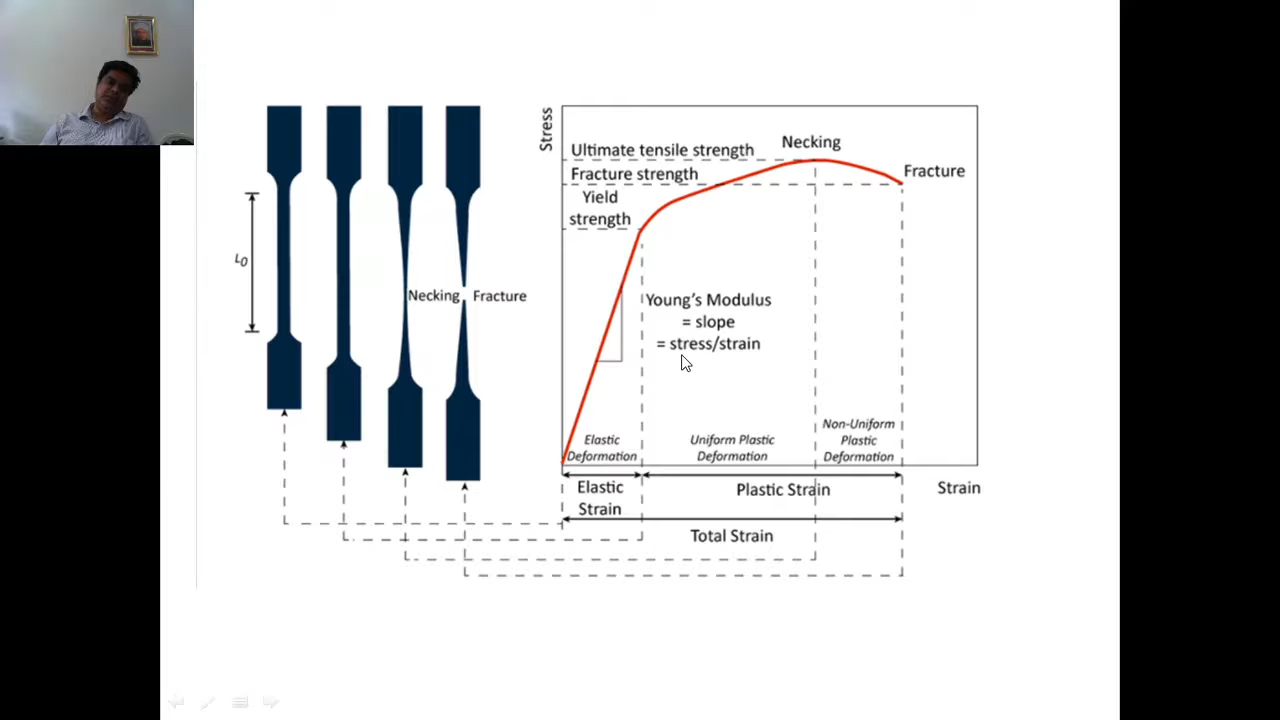 L0
Necking
Fracture
Stress
Ultimate tensile strength
Necking
Fracture strength
Fracture
Yield
strength
Young's Modulus
= slope
= stress/strain
Elastic
Deformation
Uniform Plastic
Deformation
Non-Uniform
Plastic
Deformation
Elastic
Strain
Plastic Strain
Strain
Total Strain